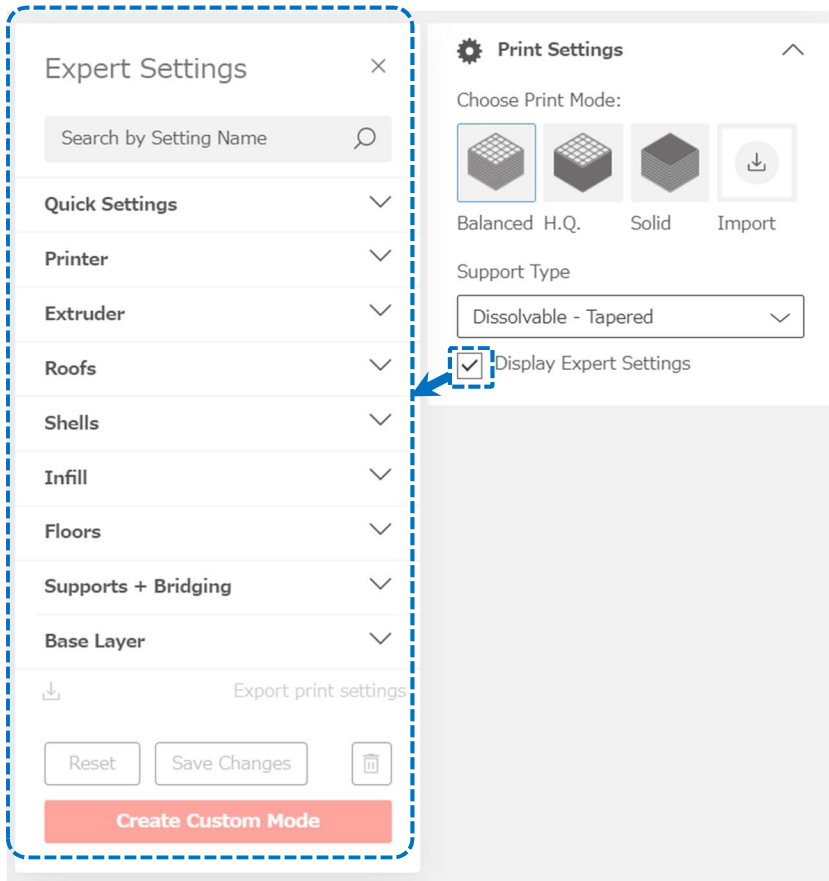 Expert Settings
Search by Setting Name
Quick Settings
Printer
Extruder
Roofs
Shells
Infill
Floors
Supports + Bridging
Base Layer
Export print settings
Reset
Save Changes
Create Custom Mode
Print Settings
Choose Print Mode:
Balanced H.Q. Solid Import
Support Type
Dissolvable - Tapered
Display Expert Settings